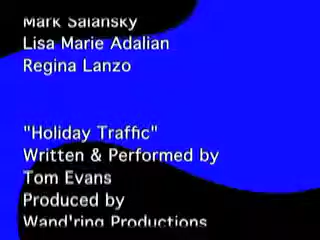 Mark Salansky
Lisa Marie Adalian
Regina Lanzo
"Holiday Traffic"
Written & Performed by
Tom Evans
Produced by
Wand'ring Productions